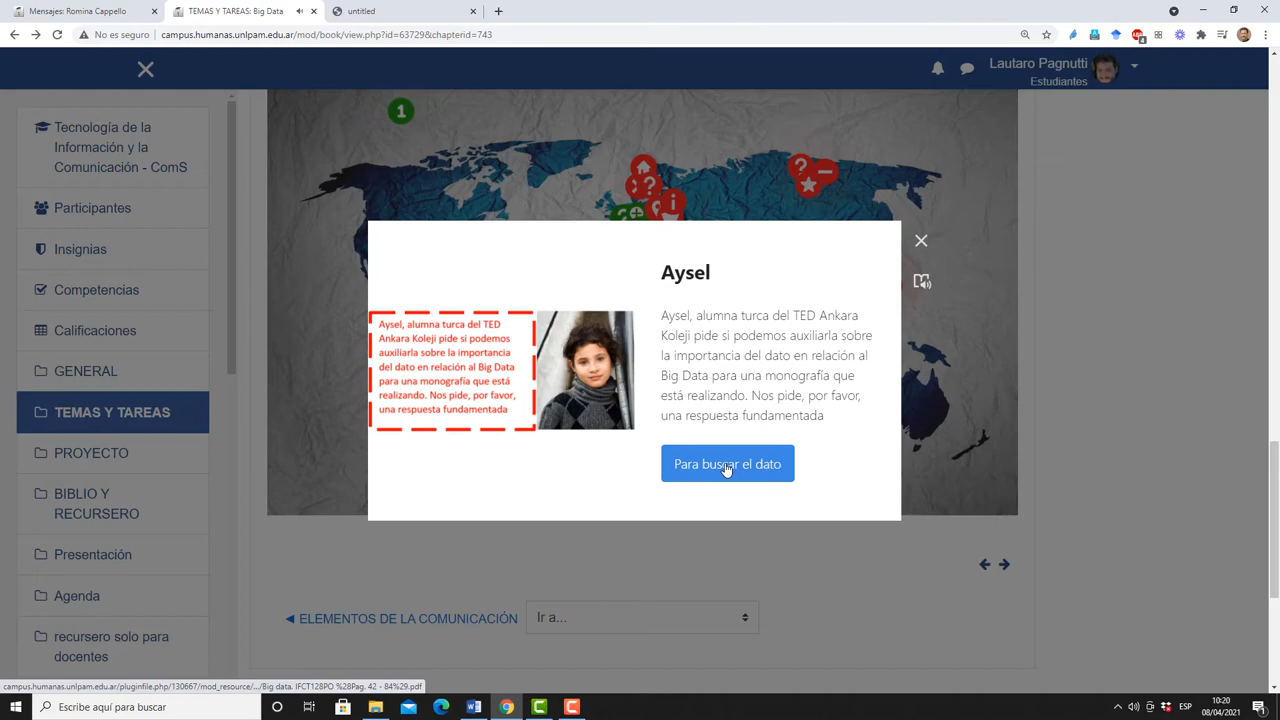 Mensajes: Romina Cappello
TEMAS Y TAREAS: Big Data
untitled
No es seguro
campus.humanas.unlpam.edu.ar/mod/book/view.php?id=63729&chapterid=743
4
Lautaro Pagnutti
Estudiantes
Tecnología de la
Información y la
Comunicación - ComS
Participantes
Insignias
Competencias
Calificaciones
GENERAL
TEMAS Y TAREAS
PROYECTO
BIBLIO Y
RECURSERO
Presentación
Agenda
recursero solo para
docentes
1
Aysel, alumna turca del TED
Ankara Koleji pide si podemos
auxiliarla sobre la importancia
del dato en relación al Big Data
para una monografía que está
realizando. Nos pide, por favor,
una respuesta fundamentada
Aysel
Aysel, alumna turca del TED Ankara
Koleji pide si podemos auxiliarla sobre
la importancia del dato en relación al
Big Data para una monografía que
está realizando. Nos pide, por favor,
una respuesta fundamentada
Para buscar el dato
◄ ELEMENTOS DE LA COMUNICACIÓN
Ir a...
campus.humanas.unlpam.edu.ar/pluginfile.php/130667/mod_resource/.../Big data. IFCT128PO %28Pag. 42 - 84%29.pdf
Escribe aquí para buscar
ESP
10:20
08/04/2021
1